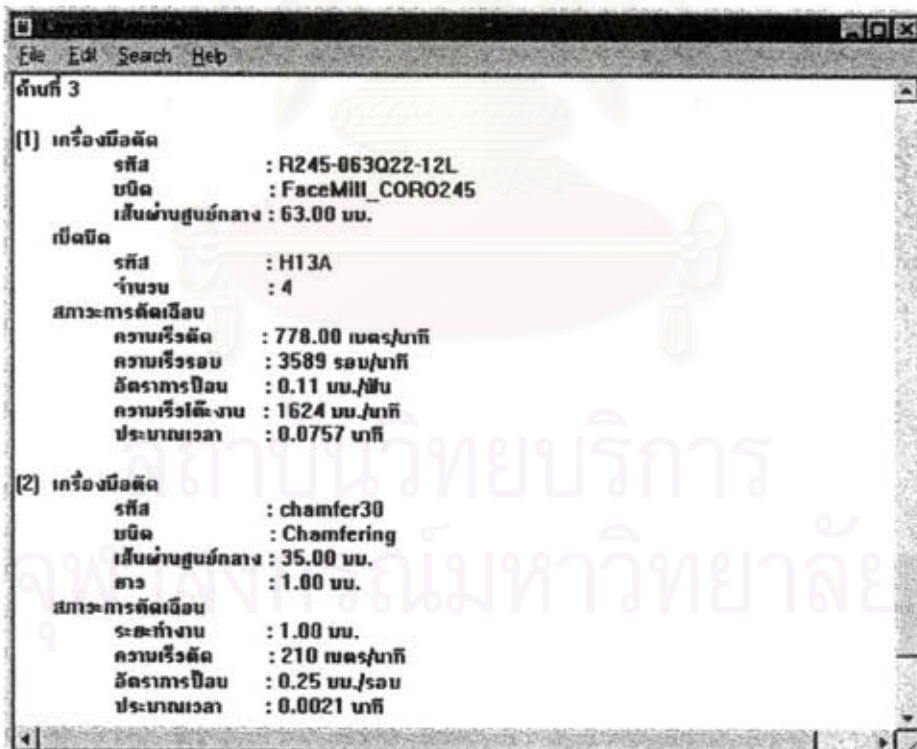 File Edit Search Help
ด้านที่ 3
(1) เครื่องมือตัด
รหัส : R245-063Q22-12L
ชนิด : FaceMill_CORO245
เส้นผ่านศูนย์กลาง : 63.00 มม.
เม็ดมีด
รหัส : H13A
จำนวน : 4
สภาวะการตัดเฉือน
ความเร็วตัด : 778.00 เมตร/นาที
ความเร็วรอบ : 3589 รอบ/นาที
อัตราการป้อน : 0.11 มม./ฟัน
ความเร็วโต๊ะงาน : 1624 มม./นาที
ประมาณเวลา : 0.0757 นาที
(2) เครื่องมือตัด
รหัส : chamfer30
ชนิด : Chamfering
เส้นผ่านศูนย์กลาง : 35.00 มม.
ยาว : 1.00 มม.
สภาวะการตัดเฉือน
ระยะทำงาน : 1.00 มม.
ความเร็วตัด : 210 เมตร/นาที
อัตราการป้อน : 0.25 มม./รอบ
ประมาณเวลา : 0.0021 นาที
สถาบันวิทยบริการ
จุฬาลงกรณ์มหาวิทยาลัย